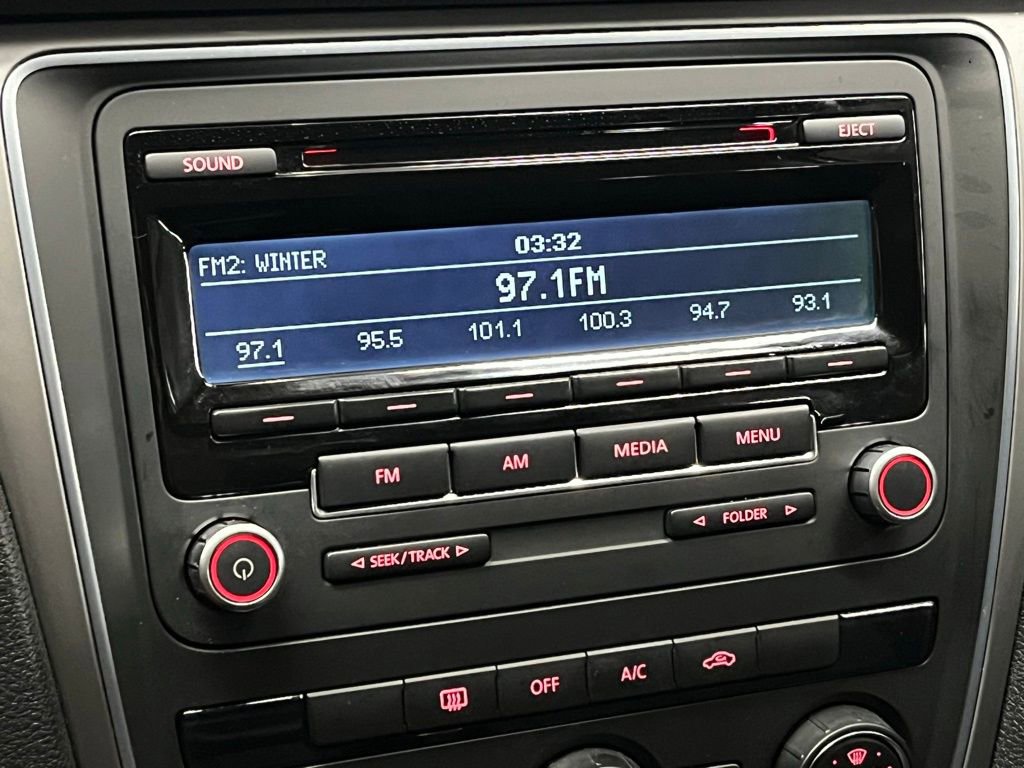 SOUND EJECT
FM2: WINTER 03:32
97.1FM
97.1 95.5 101.1 100.3 94.7 93.1
FM AM MEDIA MENU
SEEK/TRACK FOLDER
OFF A/C